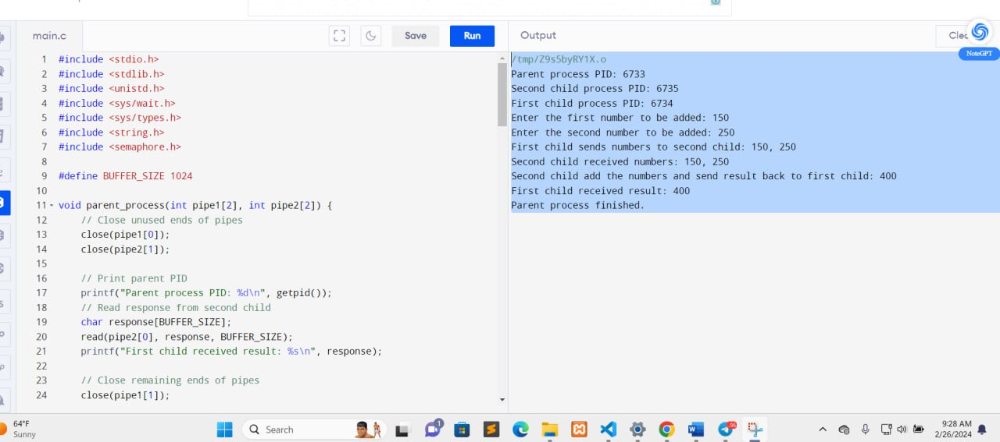 main.c
Save
Run
Output
NoteGPT
1 #include <stdio.h>
2 #include <stdlib.h>
3 #include <unistd.h>
4 #include <sys/wait.h>
5 #include <sys/types.h>
6 #include <string.h>
7 #include <semaphore.h>
8
9 #define BUFFER_SIZE 1024
10
11 void parent_process(int pipe1[2], int pipe2[2]) {
12 // Close unused ends of pipes
13 close(pipe1[0]);
14 close(pipe2[1]);
15
16 // Print parent PID
17 printf("Parent process PID: %d\n", getpid());
18 // Read response from second child
19 char response[BUFFER_SIZE];
20 read(pipe2[0], response, BUFFER_SIZE);
21 printf("First child received result: %s\n", response);
22
23 // Close remaining ends of pipes
24 close(pipe1[1]);
/tmp/Z9s5byRY1X.o
Parent process PID: 6733
Second child process PID: 6735
First child process PID: 6734
Enter the first number to be added: 150
Enter the second number to be added: 250
First child sends numbers to second child: 150, 250
Second child received numbers: 150, 250
Second child add the numbers and send result back to first child: 400
First child received result: 400
Parent process finished.
64°F
Sunny
Search
1
9:28 AM
2/26/2024